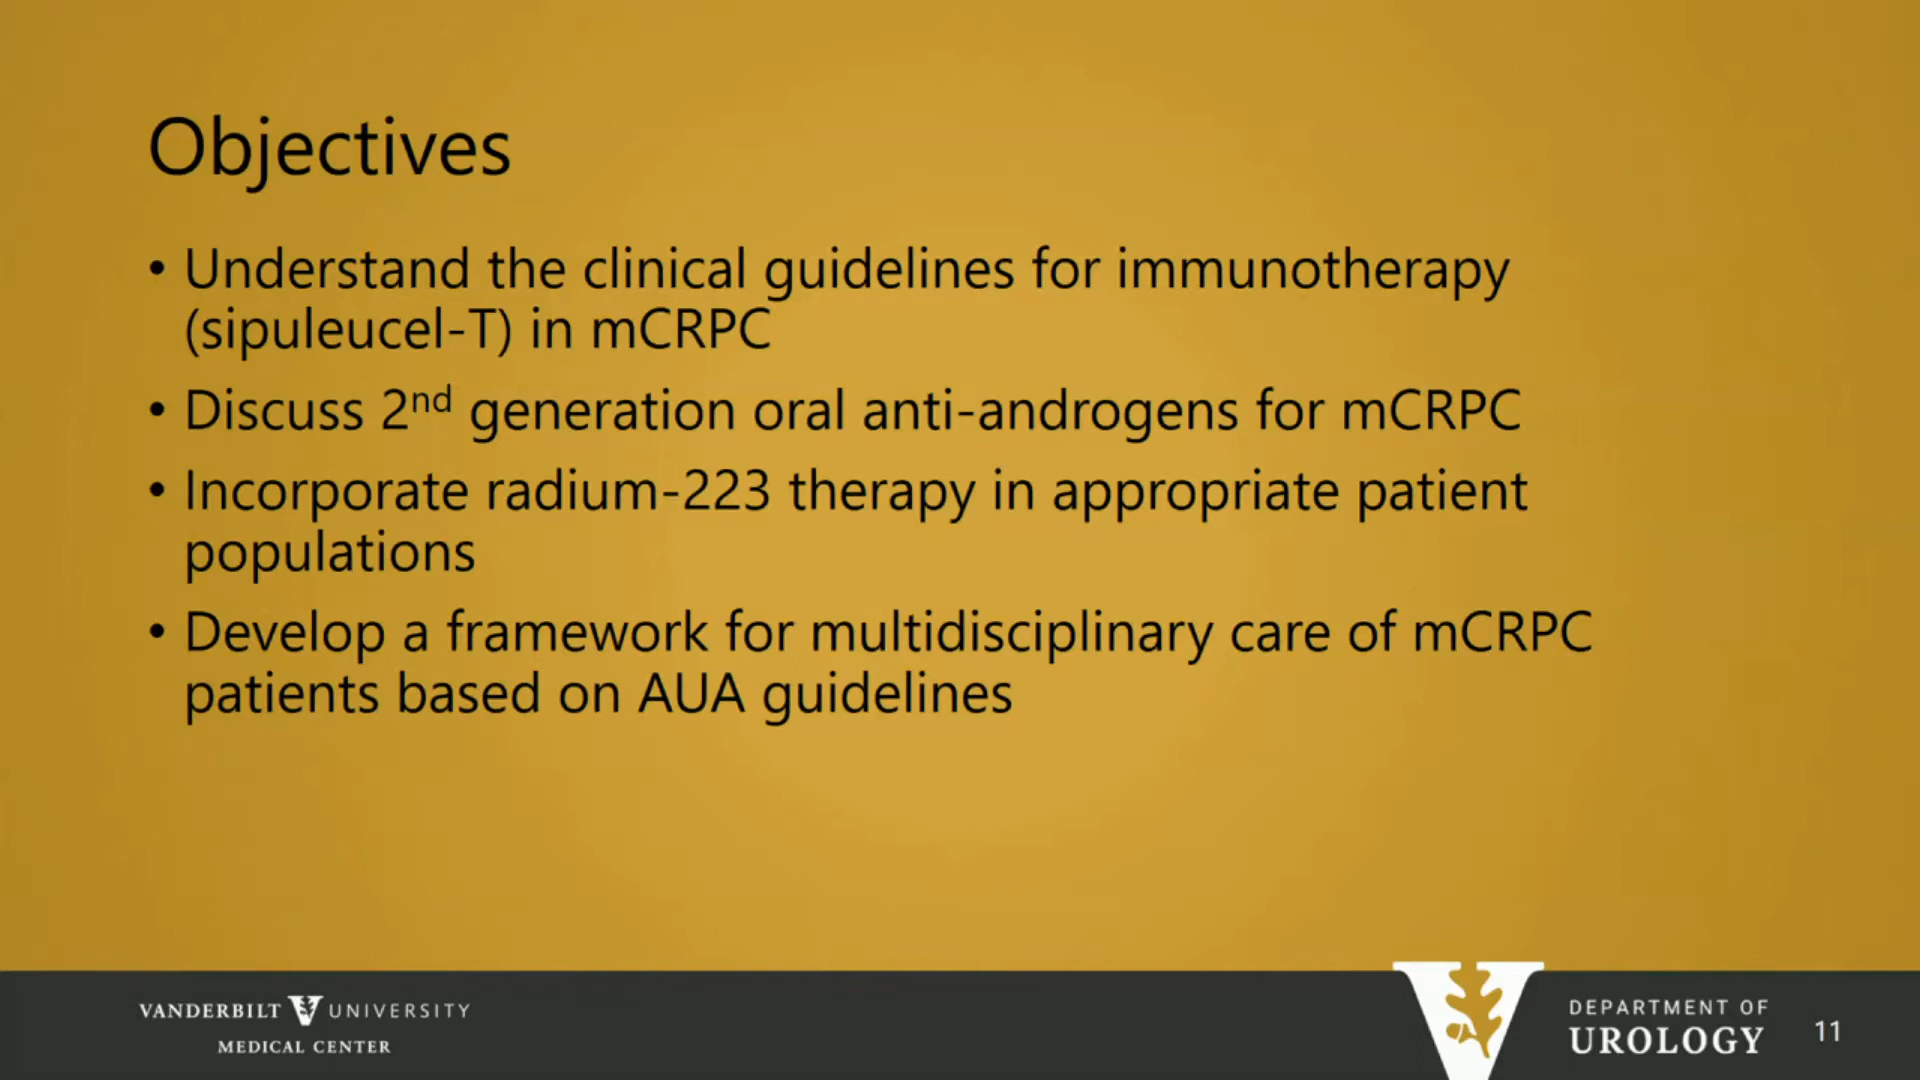 Objectives
• Understand the clinical guidelines for immunotherapy
(sipuleucel-T) in mCRPC
• Discuss 2nd generation oral anti-androgens for mCRPC
• Incorporate radium-223 therapy in appropriate patient
populations
• Develop a framework for multidisciplinary care of mCRPC
patients based on AUA guidelines
VANDERBILT UNIVERSITY
MEDICAL CENTER
DEPARTMENT OF
UROLOGY
11